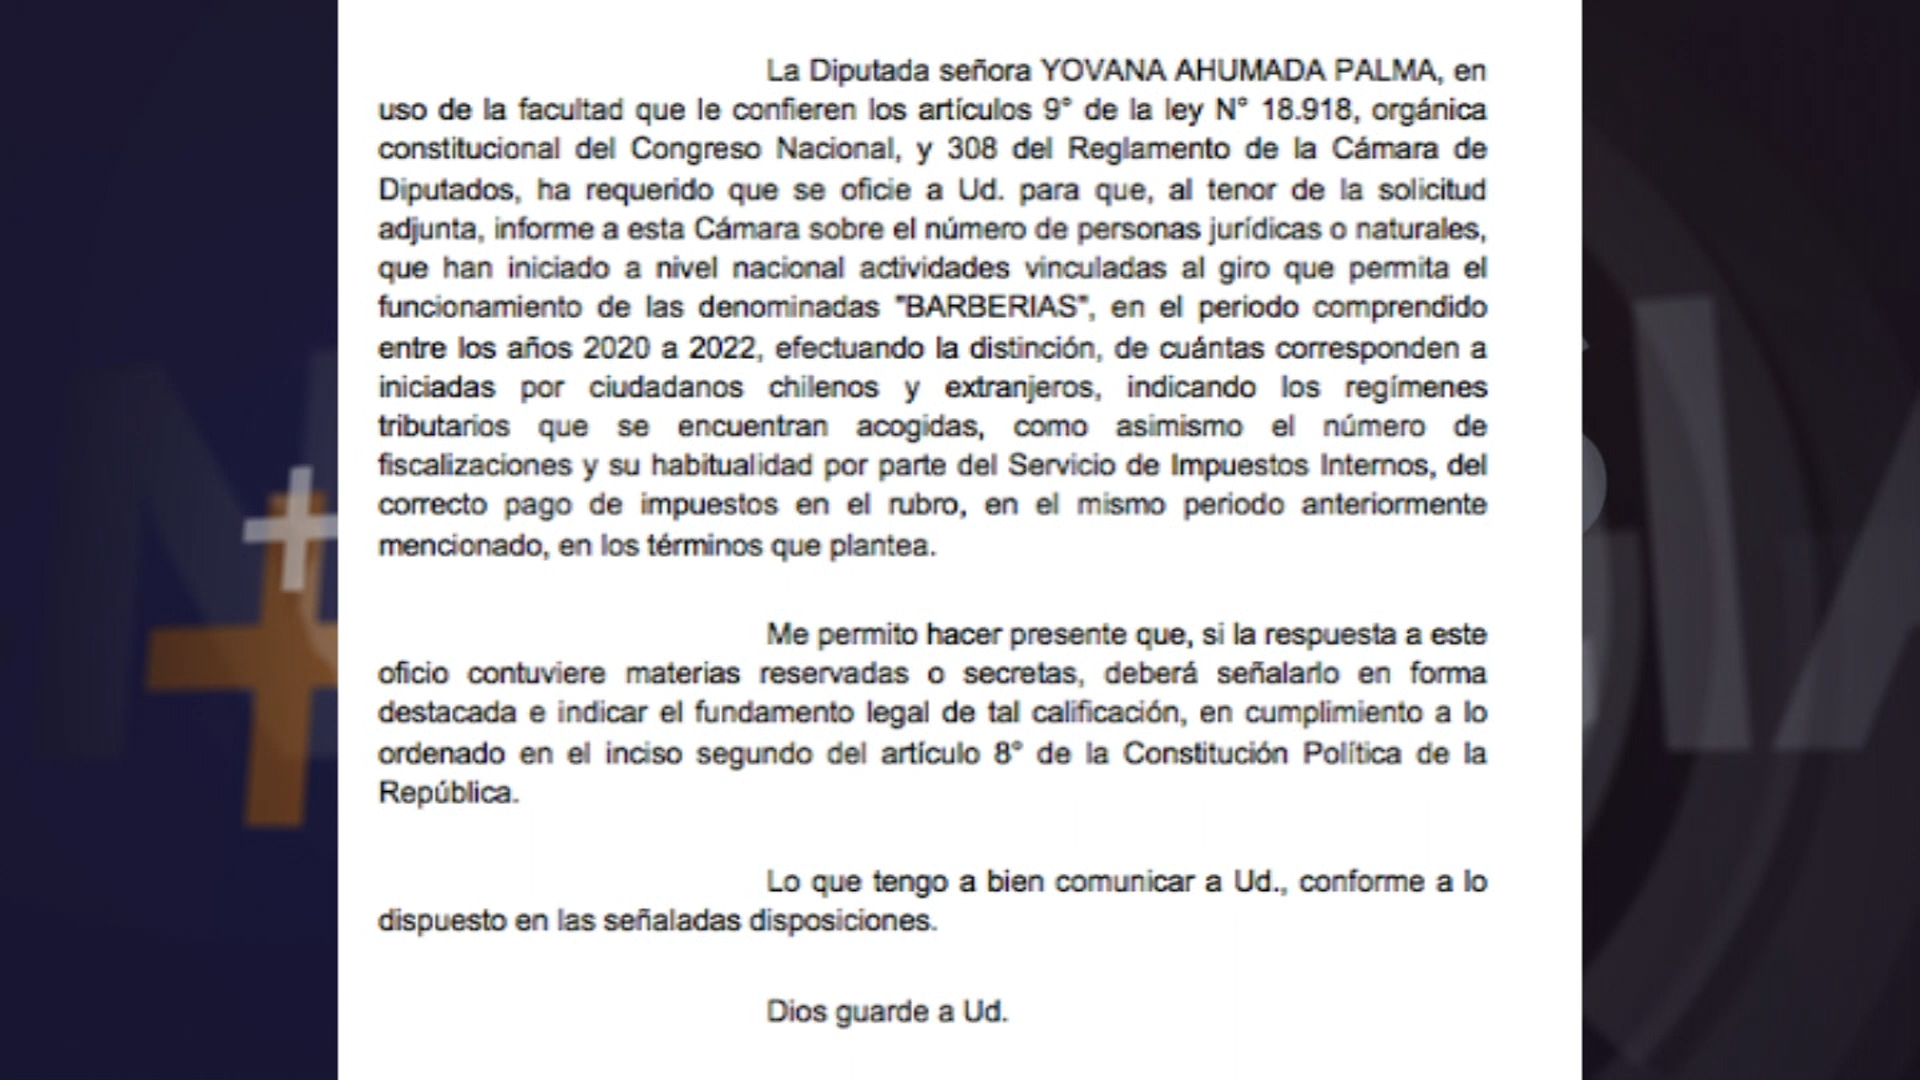 La Diputada señora YOVANA AHUMADA PALMA, en
uso de la facultad que le confieren los artículos 9° de la ley N° 18.918, orgánica
constitucional del Congreso Nacional, y 308 del Reglamento de la Cámara de
Diputados, ha requerido que se oficie a Ud. para que, al tenor de la solicitud
adjunta, informe a esta Cámara sobre el número de personas jurídicas o naturales,
que han iniciado a nivel nacional actividades vinculadas al giro que permita el
funcionamiento de las denominadas "BARBERIAS", en el periodo comprendido
entre los años 2020 a 2022, efectuando la distinción, de cuántas corresponden a
iniciadas por ciudadanos chilenos y extranjeros, indicando los regímenes
tributarios que se encuentran acogidas, como asimismo el número de
fiscalizaciones y su habitualidad por parte del Servicio de Impuestos Internos, del
correcto pago de impuestos en el rubro, en el mismo periodo anteriormente
mencionado, en los términos que plantea.
Me permito hacer presente que, si la respuesta a este
oficio contuviere materias reservadas o secretas, deberá señalarlo en forma
destacada e indicar el fundamento legal de tal calificación, en cumplimiento a lo
ordenado en el inciso segundo del artículo 8° de la Constitución Política de la
República.
Lo que tengo a bien comunicar a Ud., conforme a lo
dispuesto en las señaladas disposiciones.
Dios guarde a Ud.